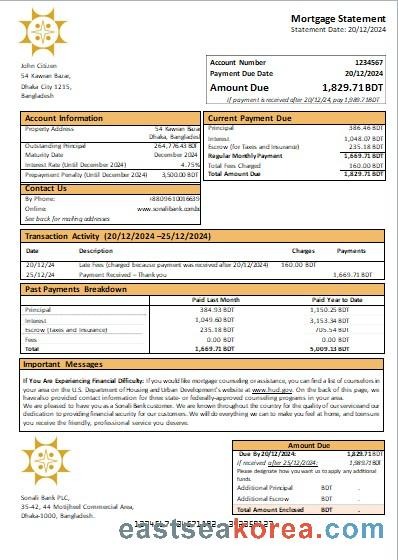 Mortgage Statement
Statement Date: 20/12/2024
John Citizen
54 Kawran Bazar,
Dhaka City 1215,
Bangladesh
Account Number 1234567
Payment Due Date 20/12/2024
Amount Due 1,829.71BDT
If payment is received after 20/12/24, pay 1,989.71BDT
Account Information
Property Address 54 Kawran Bazar
Dhaka, Bangladesh
Outstanding Principal 264,776.43 BDT
Maturity Date December 2024
Interest Rate (Until December 2024) 4.75%
Prepayment Penalty (Until December 2024) 3,500.00 BDT
Contact Us
By Phone: +8809610016639
Online: www.sonalibank.com.bd
See back for mailing addresses
Current Payment Due
Principal 386.46 BDT
Interest 1,048.07 BDT
Escrow (for Taxes and Insurance) 235.18 BDT
Regular Monthly Payment 1,669.71 BDT
Total Fees Charged 160.00 BDT
Total Amount Due 1,829.71 BDT
Transaction Activity (20/12/2024 –25/12/2024)
Date Description Charges Payments
20/12/24 Late Fees (charged because payment was received after 20/12/2024) 160.00 BDT
25/12/24 Payment Received – Thank you 1,669.71 BDT
Past Payments Breakdown
Paid Last Month Paid Year to Date
Principal 384.93 BDT 1,150.25 BDT
Interest 1,049.60 BDT 3,153.34 BDT
Escrow (Taxes and Insurance) 235.18 BDT 705.54 BDT
Fees 0.00 BDT 0.00 BDT
Total 1,669.71 BDT 5,009.13 BDT
Important Messages
If You Are Experiencing Financial Difficulty: If you would like mortgage counseling or assistance, you can find a list of counselors in
your area on the U.S. Department of Housing and Urban Development's website at www.hud.gov. On the back of this page, we
have also provided contact information for three state- or federally-approved counseling programs in your area.
We are pleased to have you as a Sonali Bank customer. We are known throughout the country for the quality of our service and our
dedication to providing financial security for our customers. We will do everything we can to make you feel at home, and to ensure
you receive the friendly, professional service you deserve.
Sonali Bank PLC,
35-42, 44 Motijheel Commercial Area,
Dhaka-1000, Bangladesh.
Amount Due
Due By 20/12/2024: 1,829.71 BDT
If received after 25/12/2024: 1,989.71 BDT
Please designate how you want us to apply any additional
funds.
Additional Principal BDT .
Additional Escrow BDT .
Total Amount Enclosed BDT .
eastseakorea.com